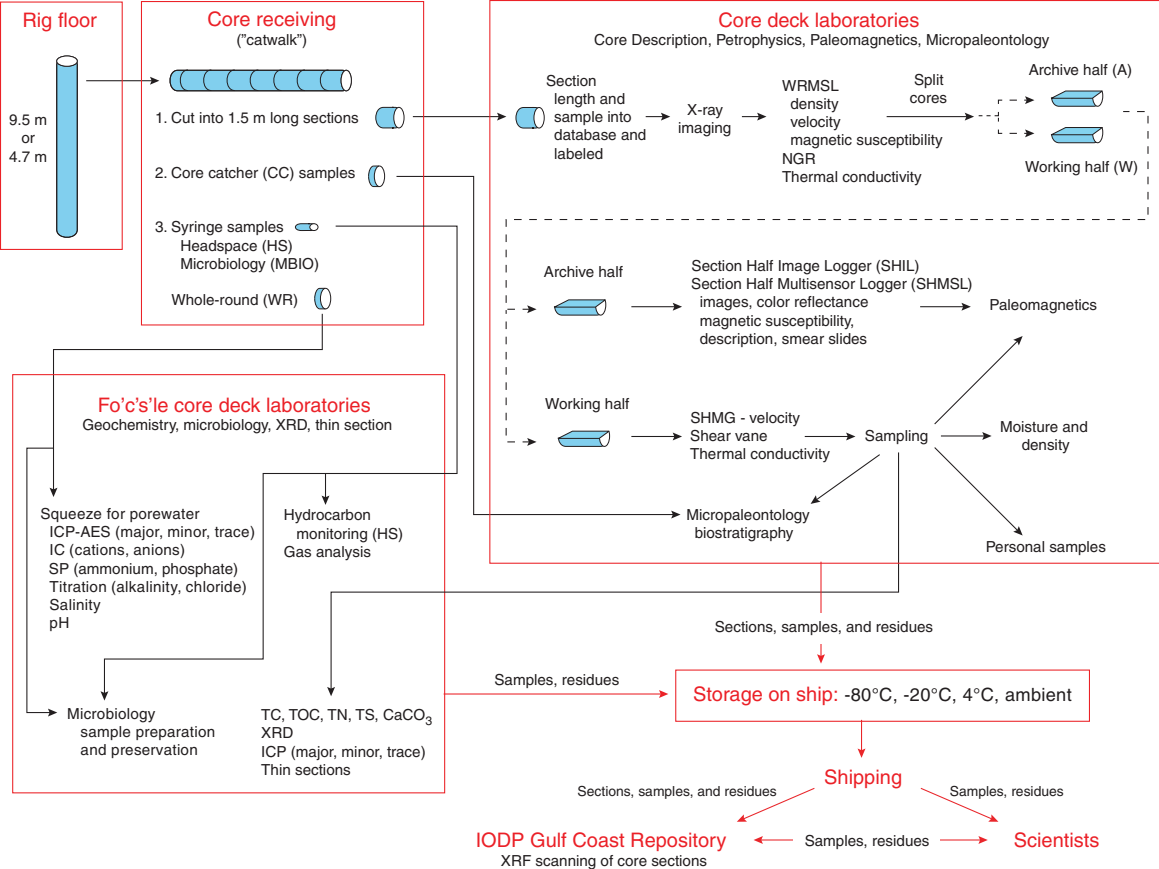 Rig floor
9.5 m
or
4.7 m
Core receiving
("catwalk")
1. Cut into 1.5 m long sections
2. Core catcher (CC) samples
3. Syringe samples
Headspace (HS)
Microbiology (MBIO)
Whole-round (WR)
Core deck laboratories
Core Description, Petrophysics, Paleomagnetics, Micropaleontology
Section
length and
sample into
database and
labeled
X-ray
imaging
WRMSL
density
velocity
magnetic susceptibility
NGR
Thermal conductivity
Split
cores
Archive half (A)
Working half (W)
Archive half
Section Half Image Logger (SHIL)
Section Half Multisensor Logger (SHMSL)
images, color reflectance
magnetic susceptibility,
description, smear slides
Paleomagnetics
Working half
SHMG - velocity
Shear vane
Thermal conductivity
Sampling
Moisture and
density
Micropaleontology
biostratigraphy
Personal samples
Fo'c's'le core deck laboratories
Geochemistry, microbiology, XRD, thin section
Squeeze for porewater
ICP-AES (major, minor, trace)
IC (cations, anions)
SP (ammonium, phosphate)
Titration (alkalinity, chloride)
Salinity
pH
Hydrocarbon
monitoring (HS)
Gas analysis
Microbiology
sample preparation
and preservation
TC, TOC, TN, TS, CaCO3
XRD
ICP (major, minor, trace)
Thin sections
Sections, samples, and residues
Samples, residues
Storage on ship: -80°C, -20°C, 4°C, ambient
Shipping
Sections, samples, and residues
Samples, residues
IODP Gulf Coast Repository
XRF scanning of core sections
Samples, residues
Scientists